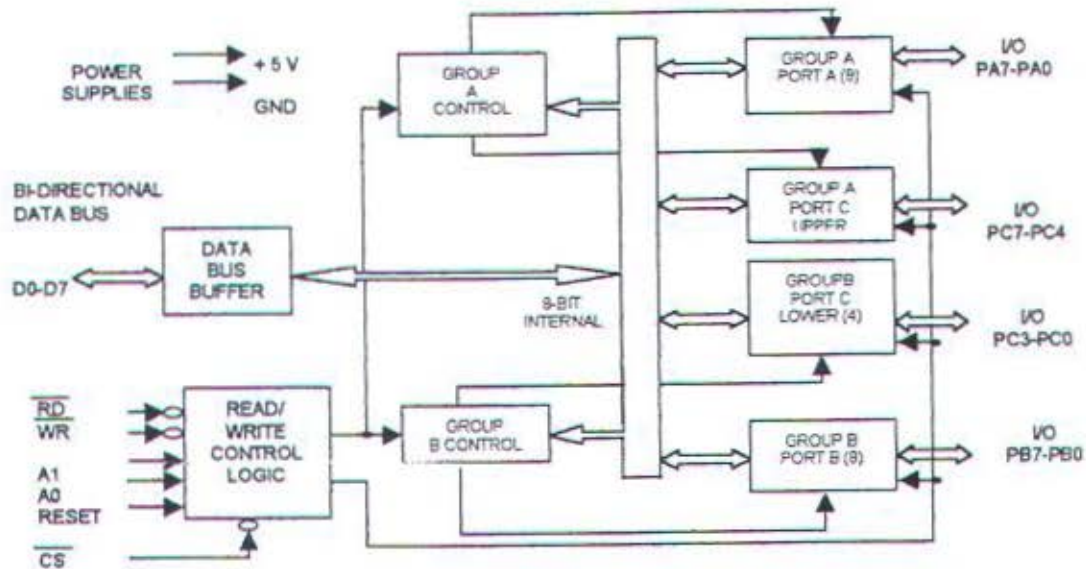 POWER
SUPPLIES
+ 5 V
GND
GROUP
A
CONTROL
GROUP A
PORT A (8)
I/O
PA7-PA0
BI-DIRECTIONAL
DATA BUS
GROUP A
PORT C
UPPER
I/O
PC7-PC4
D0-D7
DATA
BUS
BUFFER
8-BIT
INTERNAL
GROUPB
PORT C
LOWER (4)
I/O
PC3-PC0
RD
WR
A1
A0
RESET
CS
READ/
WRITE
CONTROL
LOGIC
GROUP
B CONTROL
GROUP B
PORT B (8)
I/O
PB7-PB0